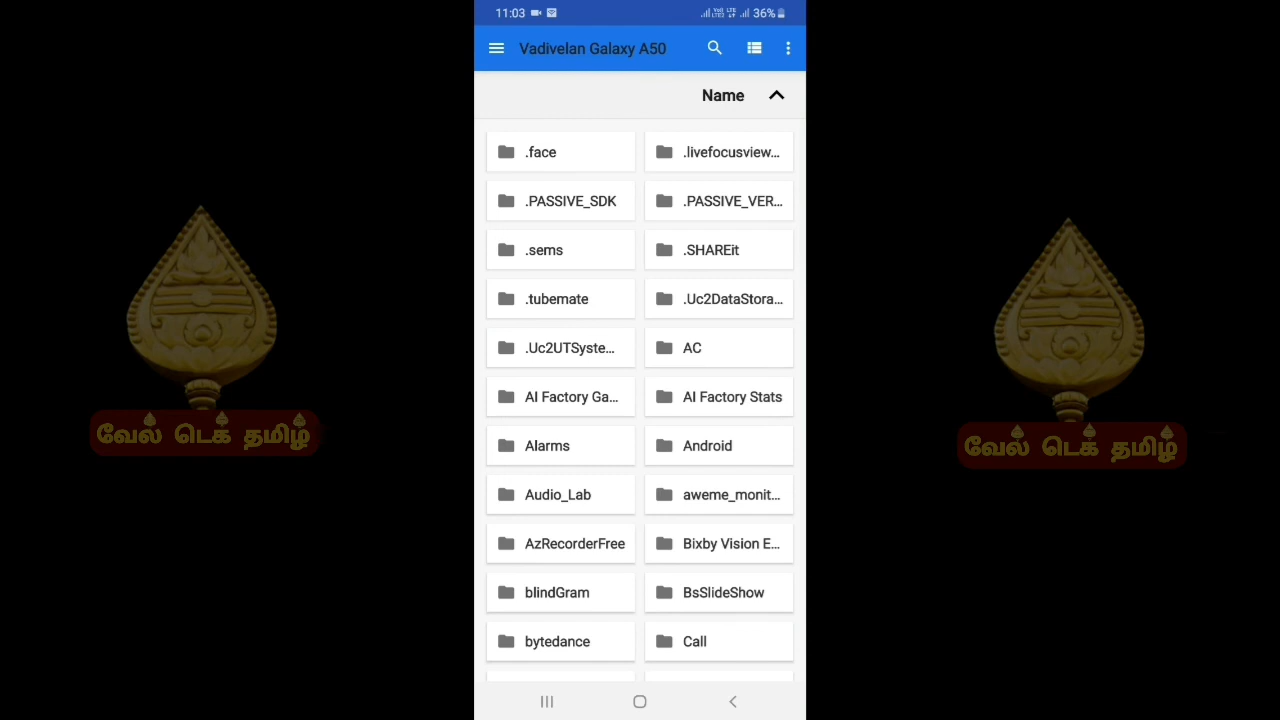 11:03 36%
Vadivelan Galaxy A50
Name
.face .livefocusview...
.PASSIVE_SDK .PASSIVE_VER...
.sems .SHAREit
.tubemate .Uc2DataStora...
.Uc2UTSyste... AC
AI Factory Ga... AI Factory Stats
Alarms Android
வேல் டெக் தமிழ் வேல் டெக் தமிழ்
Audio_Lab aweme_monit...
AzRecorderFree Bixby Vision E...
blindGram BsSlideShow
bytedance Call